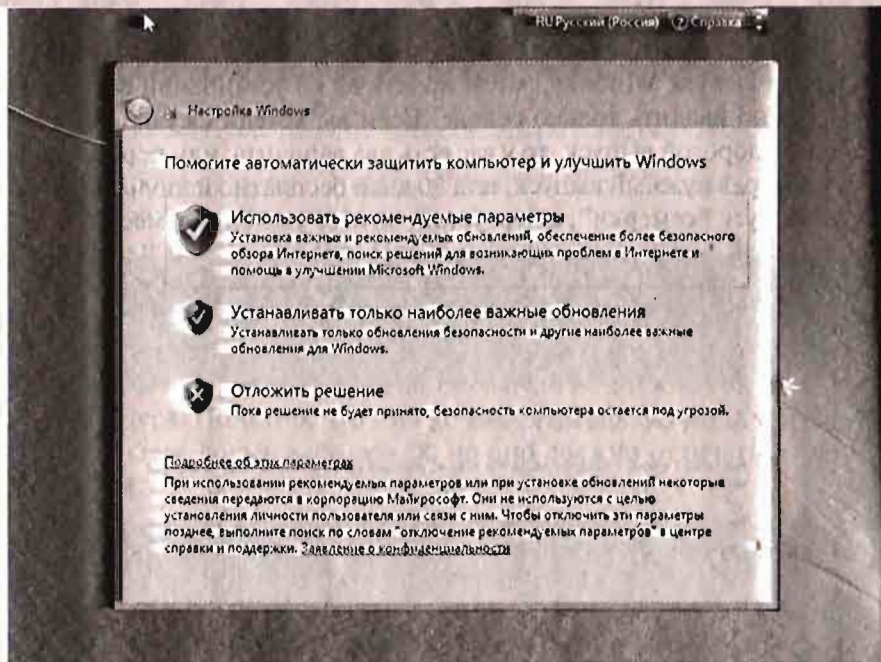 RU Русский (Россия) ? Справка
Настройка Windows
Помогите автоматически защитить компьютер и улучшить Windows
Использовать рекомендуемые параметры
Установка важных и рекомендуемых обновлений, обеспечение более безопасного
обзора Интернета, поиск решений для возникающих проблем в Интернете и
помощь в улучшении Microsoft Windows.
Устанавливать только наиболее важные обновления
Устанавливать только обновления безопасности и другие наиболее важные
обновления для Windows.
Отложить решение
Пока решение не будет принято, безопасность компьютера остается под угрозой.
Подробнее об этих параметрах
При использовании рекомендуемых параметров или при установке обновлений некоторые
сведения передаются в корпорацию Майкрософт. Они не используются с целью
установления личности пользователя или связи с ним. Чтобы отключить эти параметры
позднее, выполните поиск по словам "отключение рекомендуемых параметров" в центре
справки и поддержки. Заявление о конфиденциальности